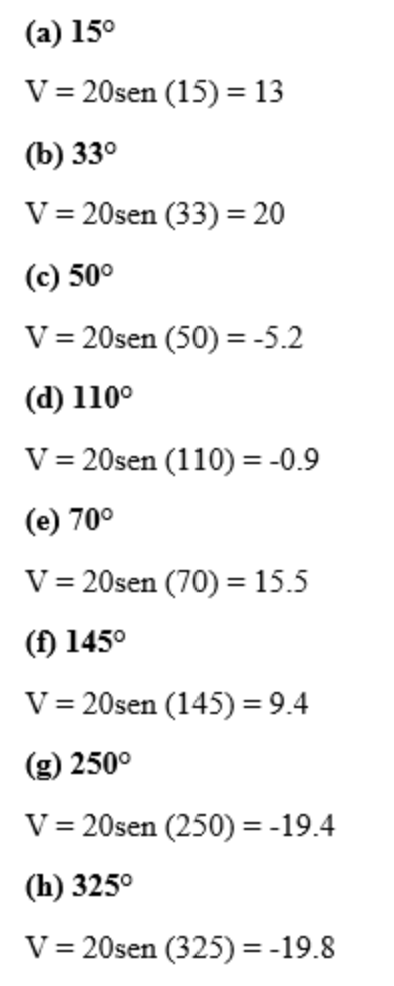 (a) 15°
V = 20sen (15) = 13
(b) 33°
V = 20sen (33) = 20
(c) 50°
V = 20sen (50) = -5.2
(d) 110°
V = 20sen (110) = -0.9
(e) 70°
V = 20sen (70) = 15.5
(f) 145°
V = 20sen (145) = 9.4
(g) 250°
V = 20sen (250) = -19.4
(h) 325°
V = 20sen (325) = -19.8